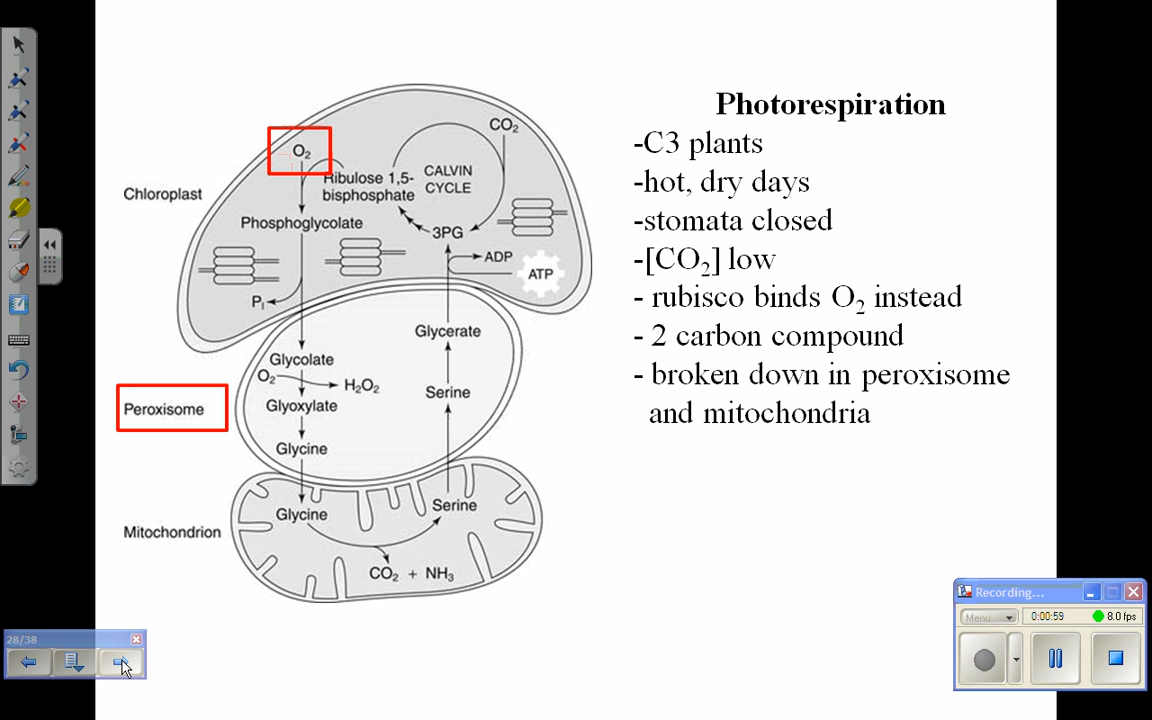 Photorespiration
-C3 plants
-hot, dry days
-stomata closed
-[CO₂] low
- rubisco binds O₂ instead
- 2 carbon compound
- broken down in peroxisome
and mitochondria
Chloroplast
O₂
CO₂
Ribulose 1,5-
bisphosphate
CALVIN
CYCLE
Phosphoglycolate
3PG
ADP
ATP
Pᵢ
Glycolate
O₂
H₂O₂
Glyoxylate
Glycine
Glycerate
Serine
Peroxisome
Glycine
Serine
Mitochondrion
CO₂ + NH₃
28/38
Recording...
Menu
0:00:59
8.0 fps